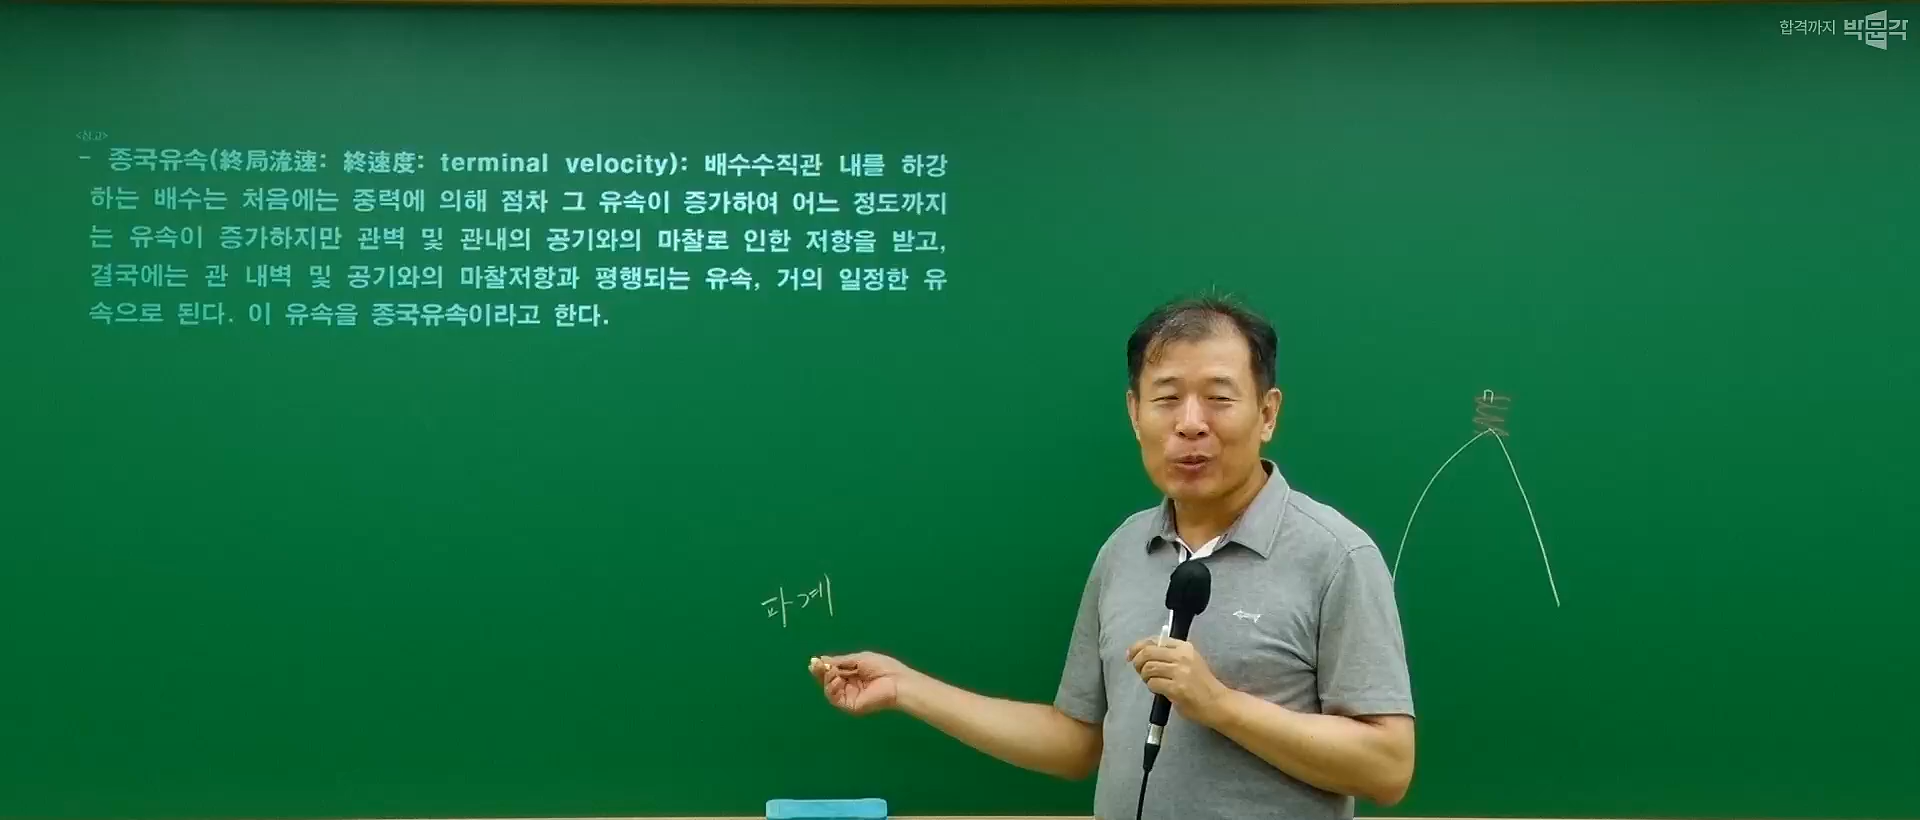 합격까지 박문각
<참고>
- 종국유속(終局流速: 終速度: terminal velocity): 배수수직관 내를 하강
하는 배수는 처음에는 중력에 의해 점차 그 유속이 증가하여 어느 정도까지
는 유속이 증가하지만 관벽 및 관내의 공기와의 마찰로 인한 저항을 받고,
결국에는 관 내벽 및 공기와의 마찰저항과 평행되는 유속, 거의 일정한 유
속으로 된다. 이 유속을 종국유속이라고 한다.
파계